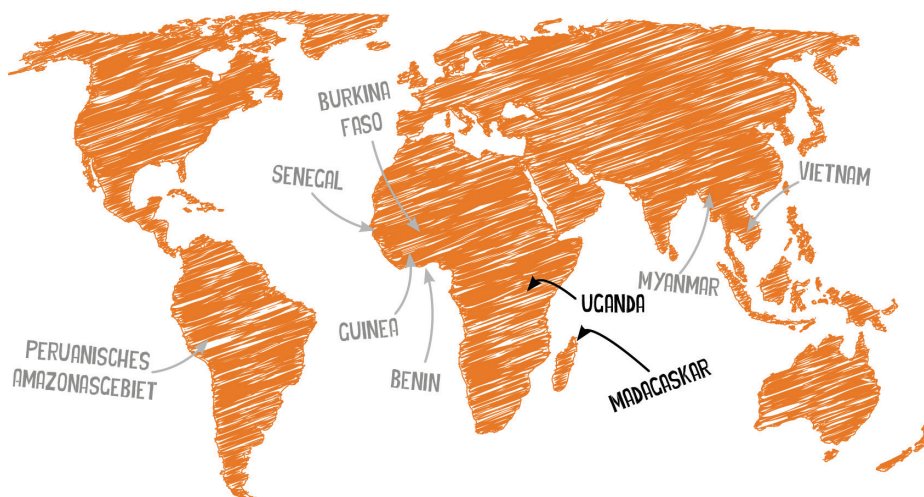 BURKINA
FASO
SENEGAL
VIETNAM
MYANMAR
UGANDA
GUINEA
PERUANISCHES
AMAZONASGEBIET
BENIN
MADAGASKAR